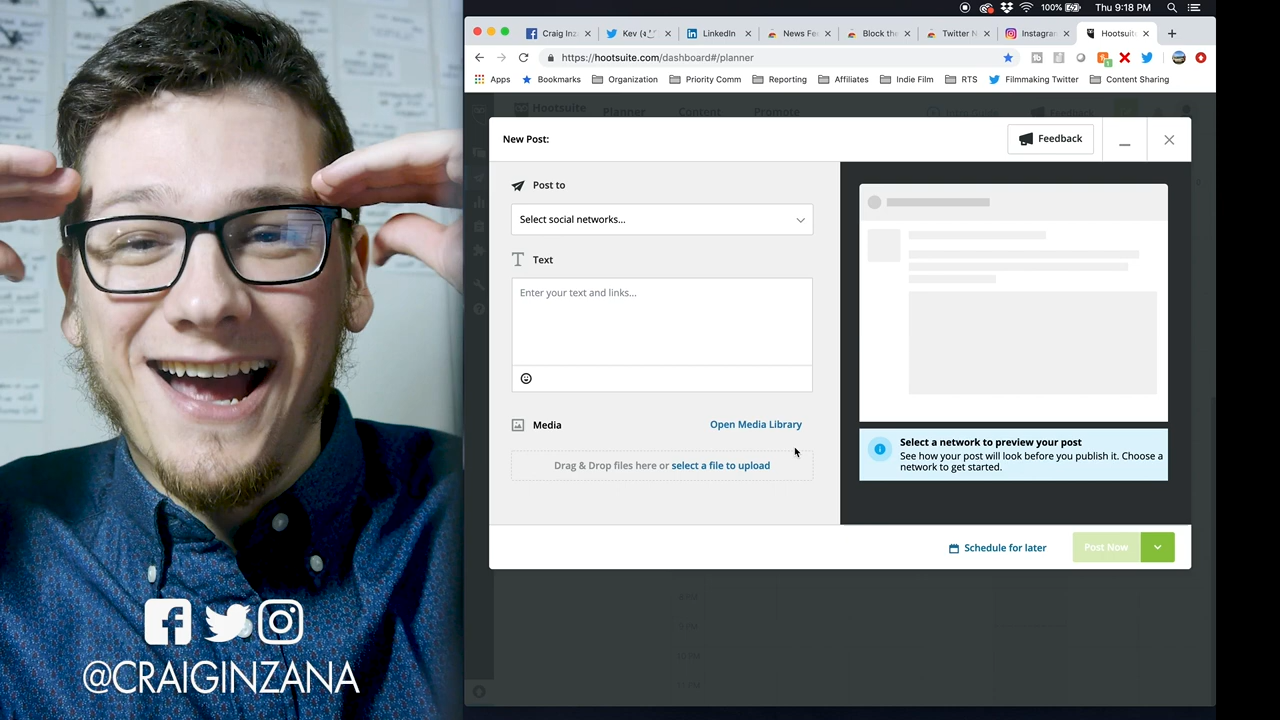 @CRAIGINZANA
100% Thu 9:18 PM
Craig Inz
Kev (4
LinkedIn
News Fe
Block the
Twitter N
Instagram
Hootsuite
https://hootsuite.com/dashboard#/planner
Apps Bookmarks Organization Priority Comm Reporting Affiliates Indie Film RTS Filmmaking Twitter Content Sharing
Hootsuite Planner Content Promote Feedback
New Post:
Feedback
Post to
Select social networks...
Text
Enter your text and links...
Media
Open Media Library
Drag & Drop files here or select a file to upload
Select a network to preview your post
See how your post will look before you publish it. Choose a
network to get started.
Schedule for later
Post Now